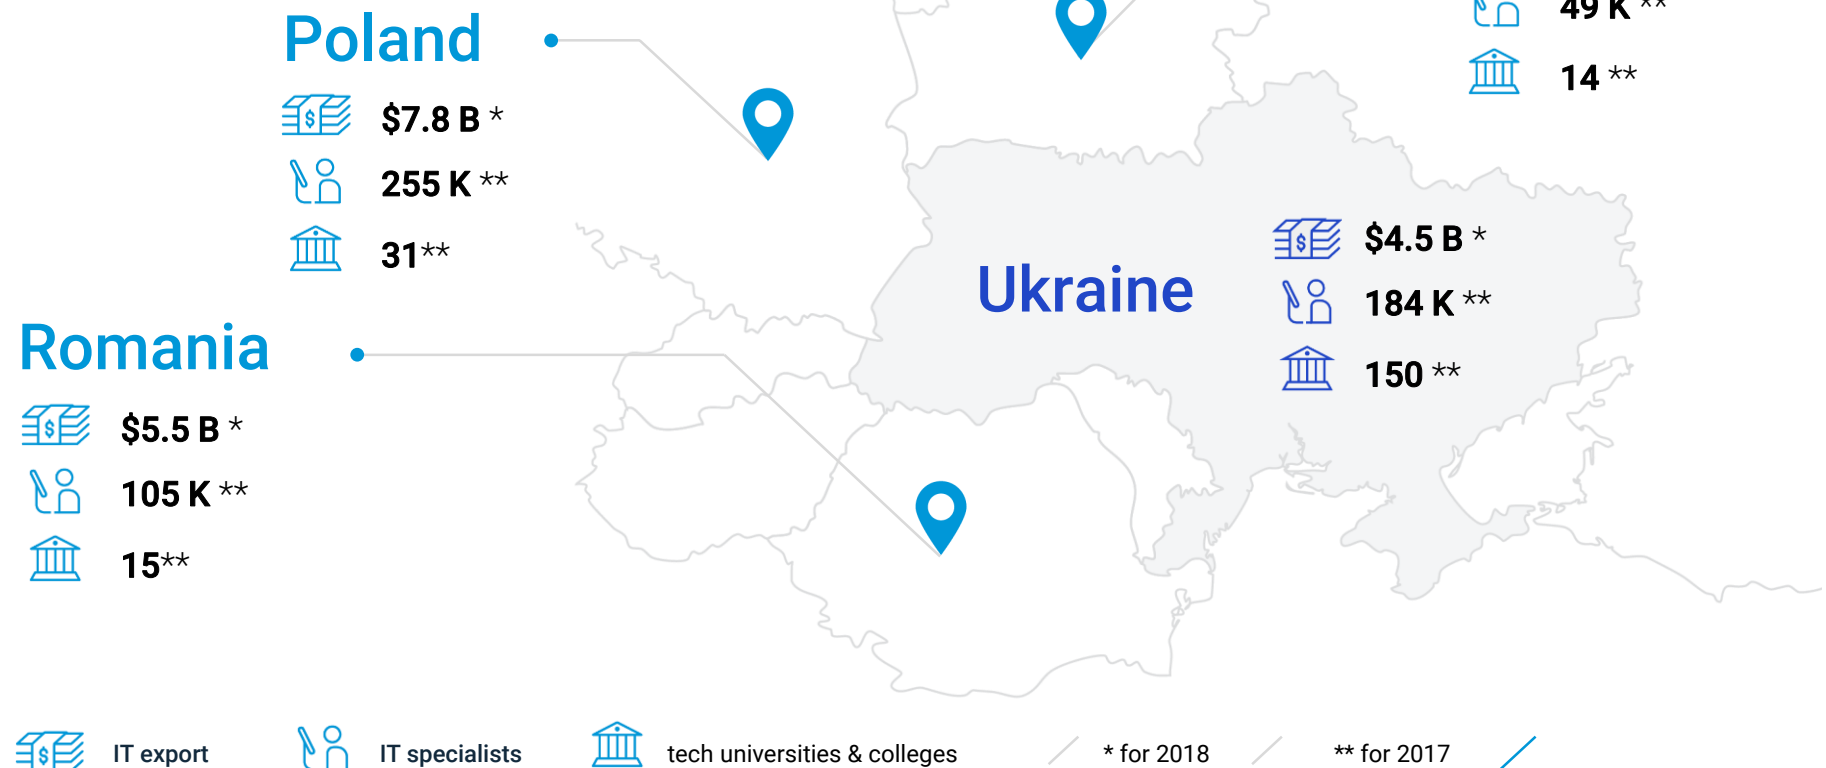 49 K **
14 **
Poland
$7.8 B *
255 K **
31**
Ukraine
$4.5 B *
184 K **
150 **
Romania
$5.5 B *
105 K **
15**
IT export
IT specialists
tech universities & colleges
* for 2018
** for 2017